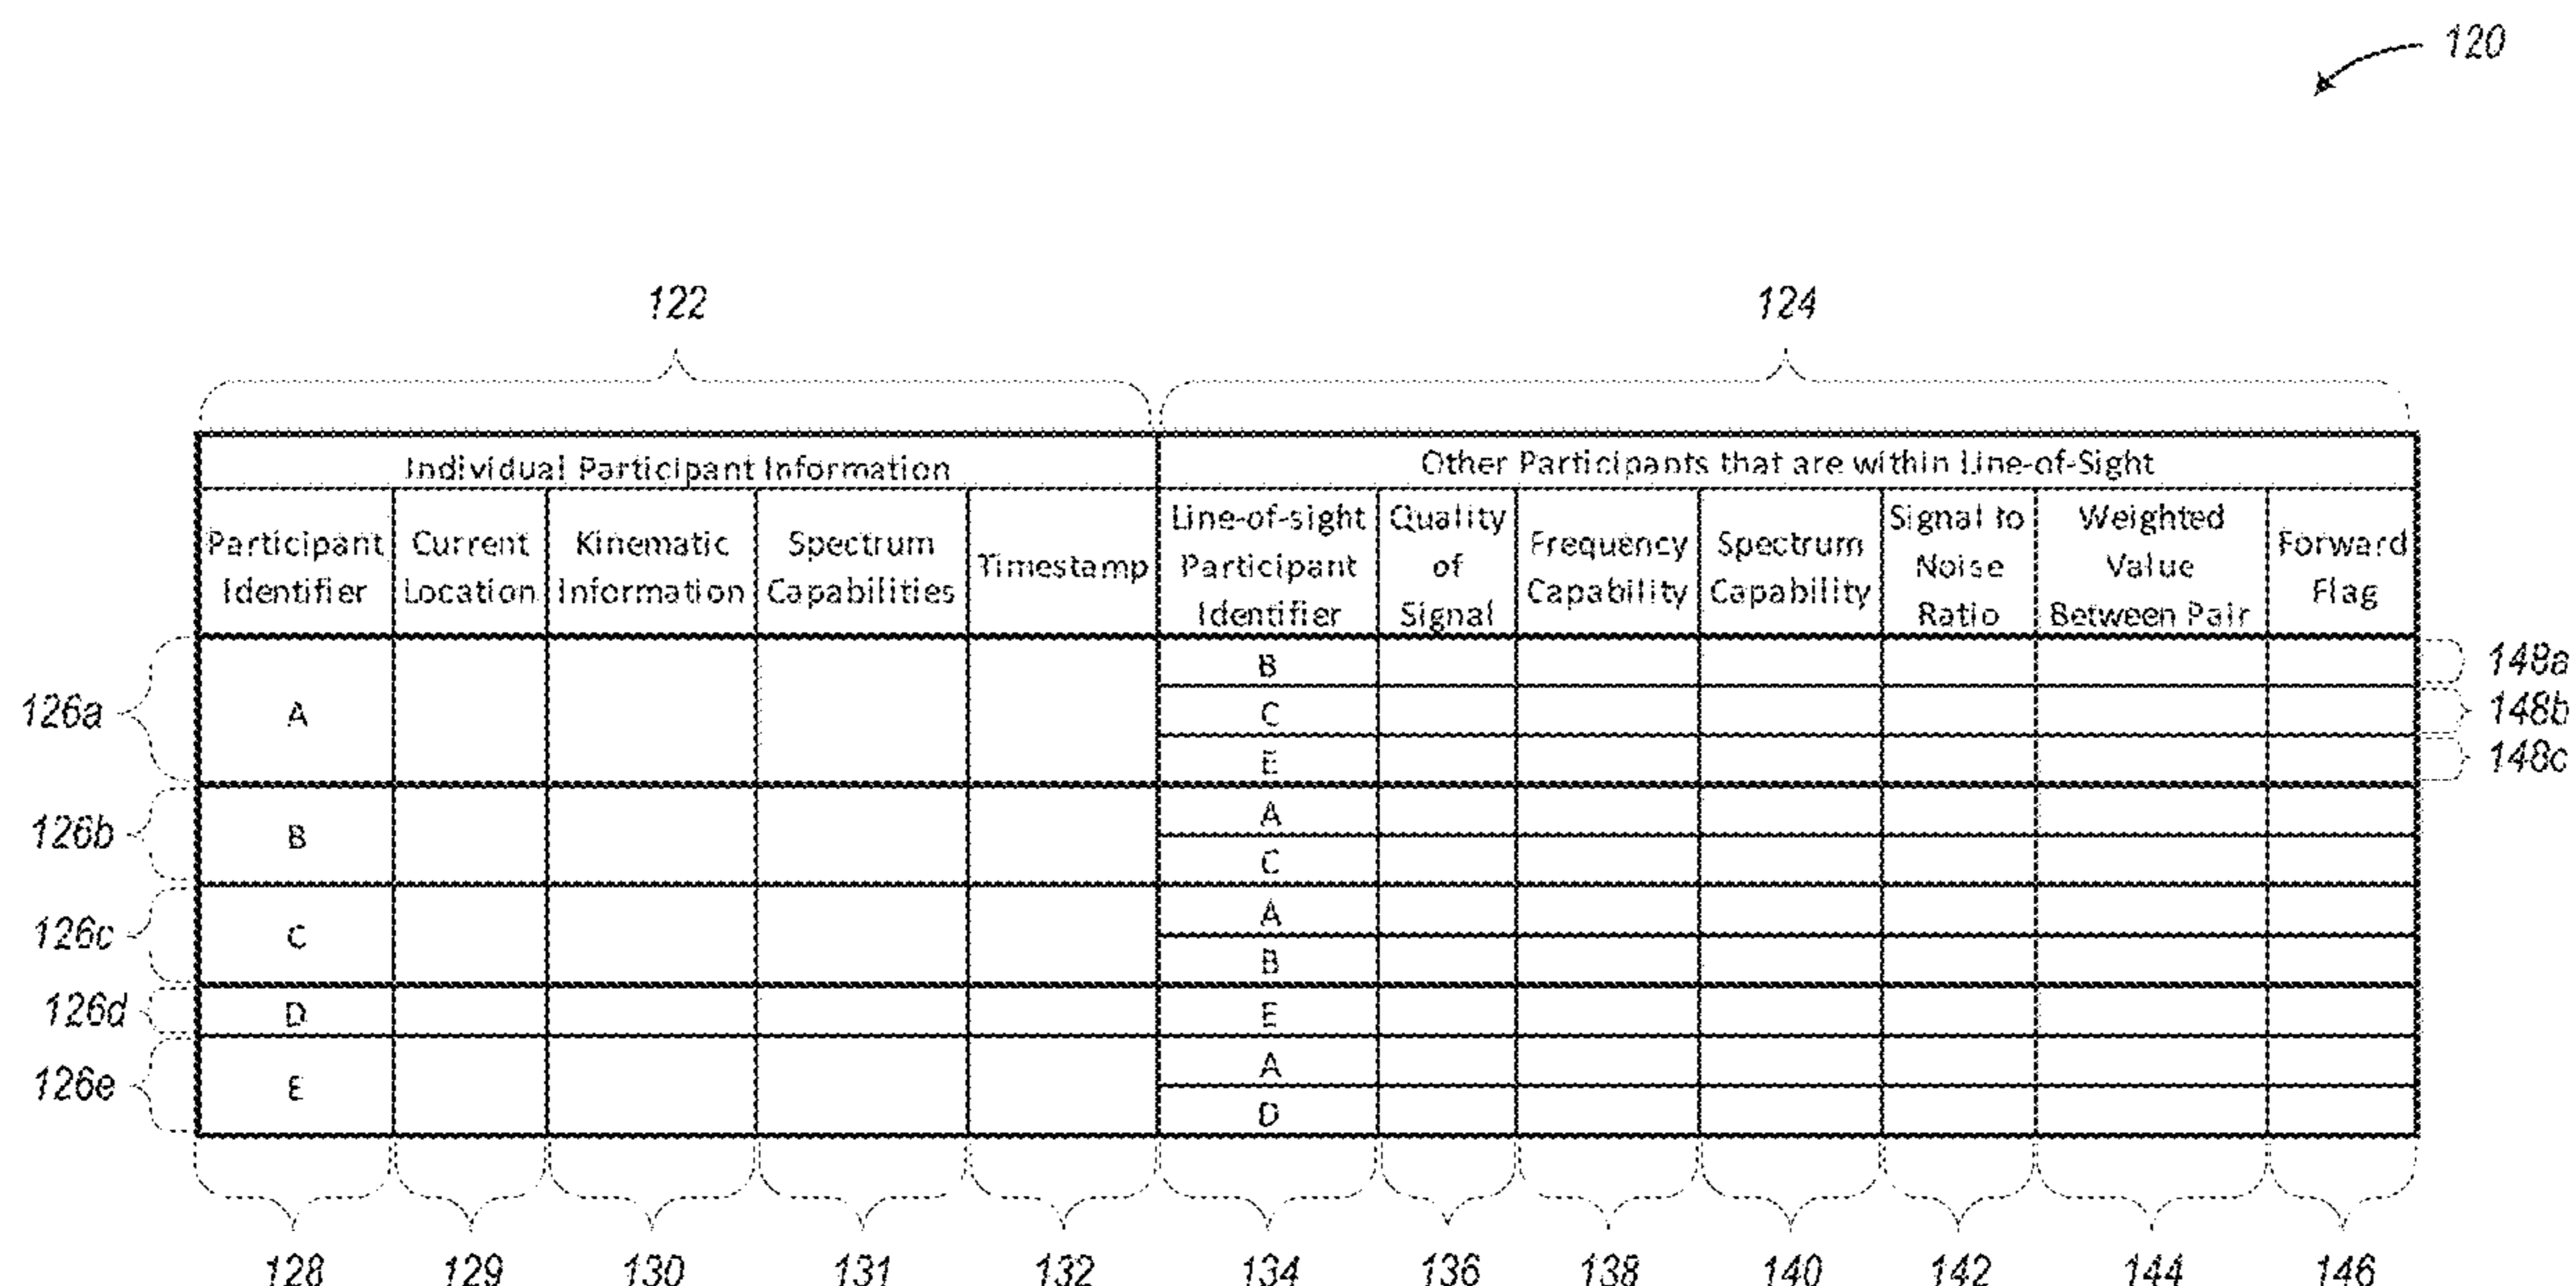 120
122 124
Individual Participant Information Other Participants that are within Line-of-Sight
Participant Identifier Current Location Kinematic Information Spectrum Capabilities Timestamp Line-of-sight Participant Identifier Quality of Signal Frequency Capability Spectrum Capability Signal to Noise Ratio Weighted Value Between Pair Forward Flag
126a A B 148a
C 148b
E 148c
126b B A
C
126c C A
B
126d D E
126e E A
D
128 129 130 131 132 134 136 138 140 142 144 146